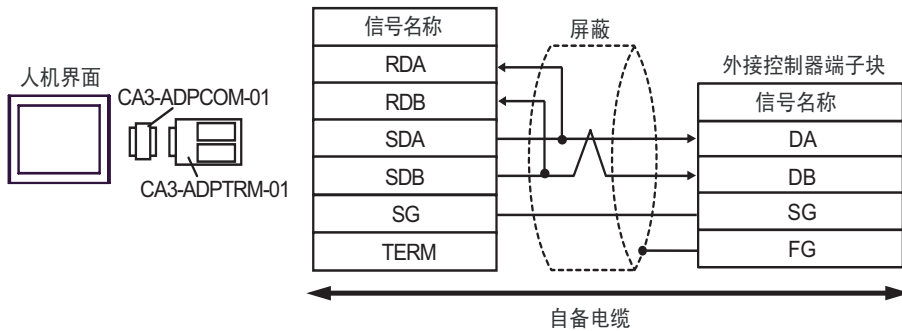 人机界面
CA3-ADPCOM-01
CA3-ADPTRM-01
信号名称
RDA
RDB
SDA
SDB
SG
TERM
屏蔽
外接控制器端子块
信号名称
DA
DB
SG
FG
自备电缆